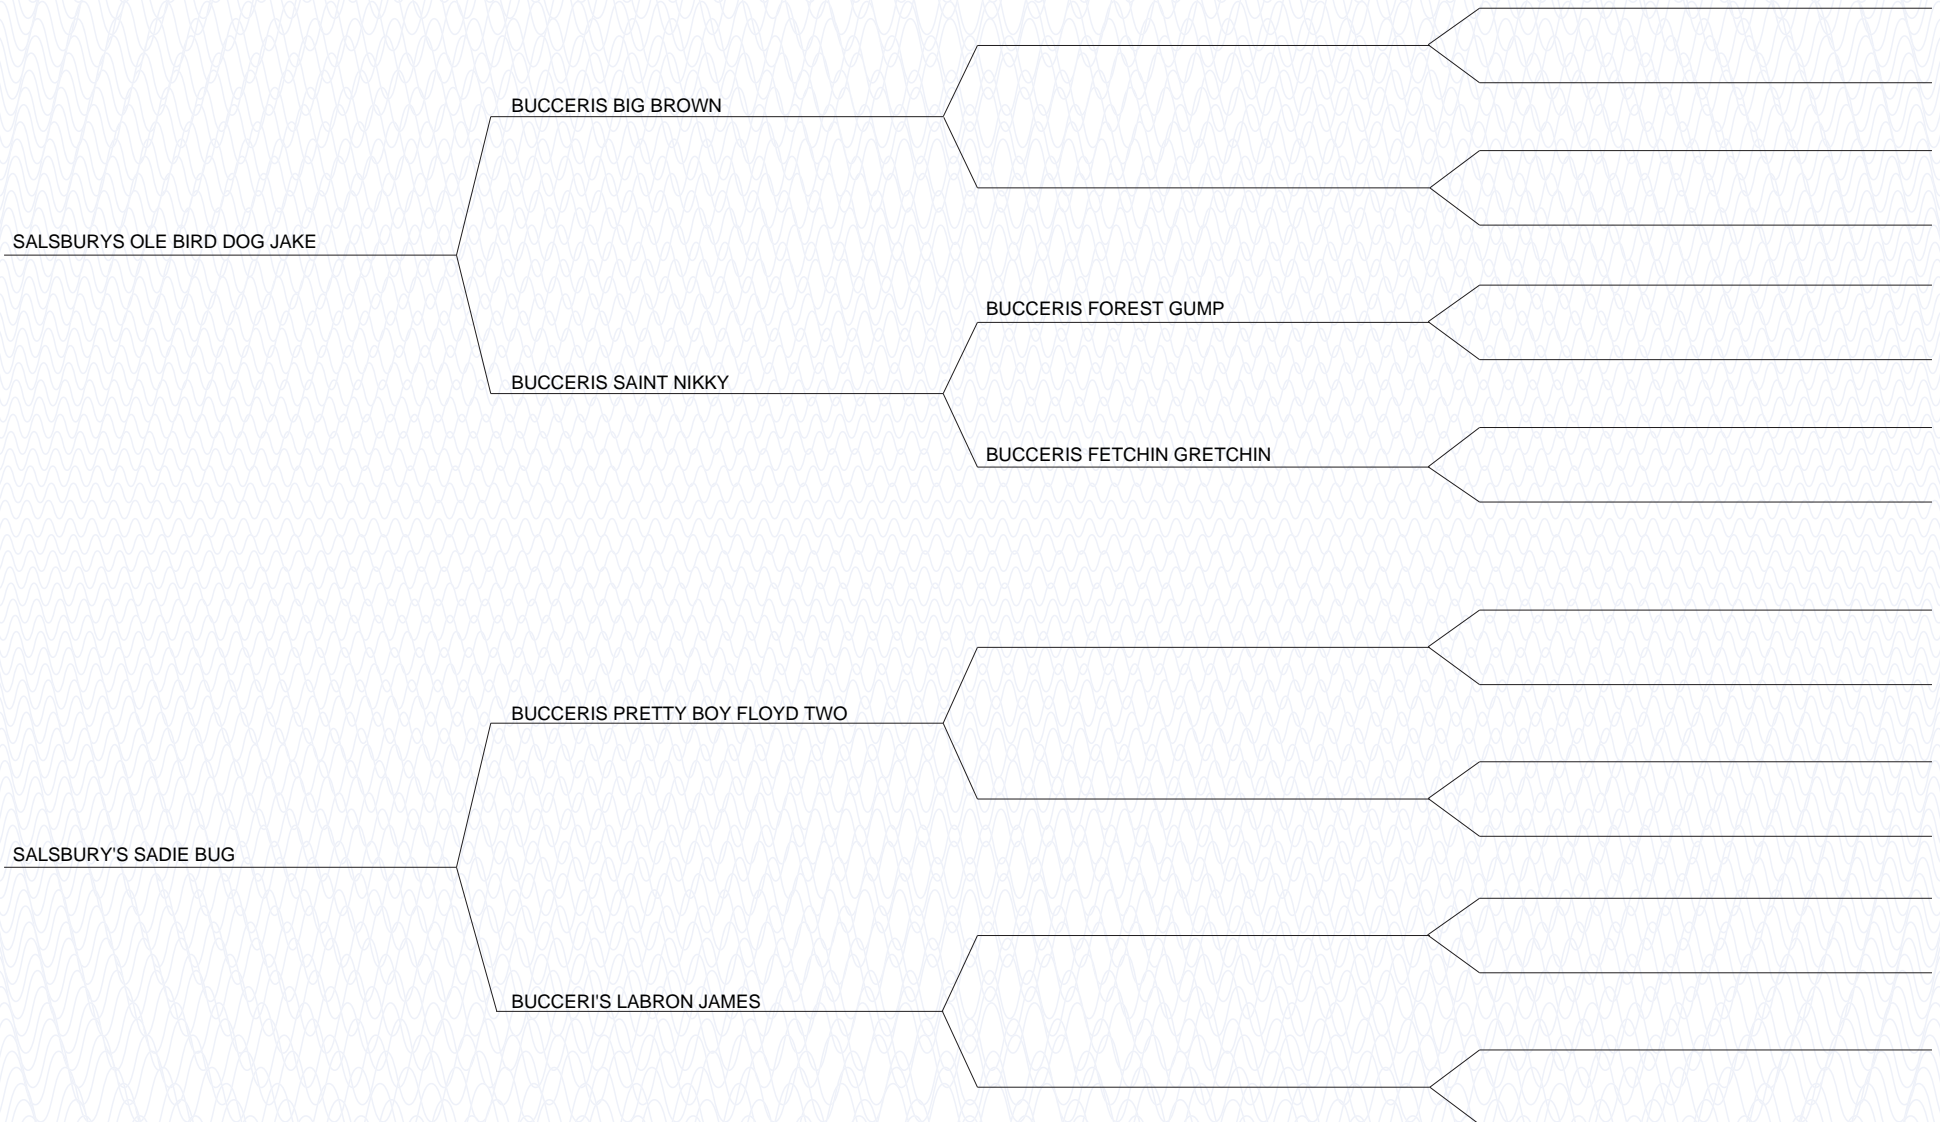 BUCCERIS BIG BROWN
SALSBURYS OLE BIRD DOG JAKE
BUCCERIS FOREST GUMP
BUCCERIS SAINT NIKKY
BUCCERIS FETCHIN GRETCHIN
BUCCERIS PRETTY BOY FLOYD TWO
SALSBURY'S SADIE BUG
BUCCERI'S LABRON JAMES